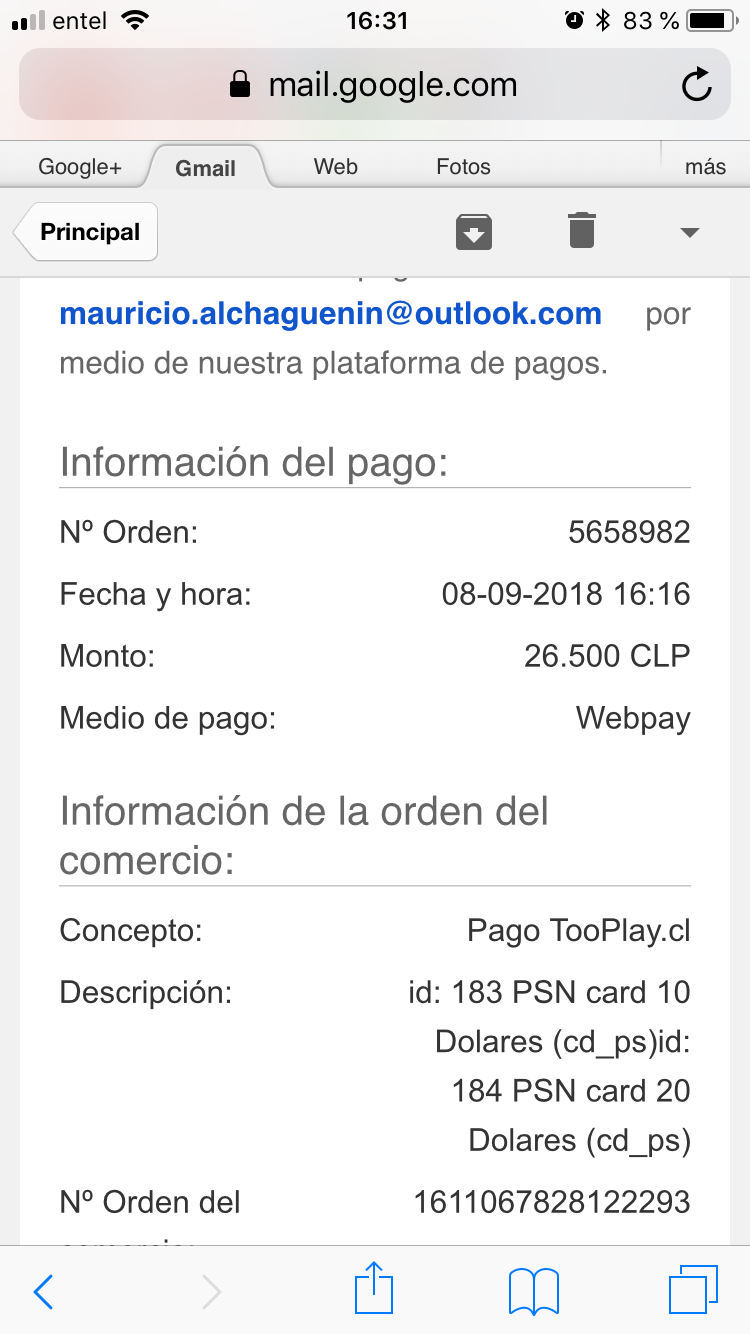 entel 16:31 83 %
mail.google.com
Google+ Gmail Web Fotos más
Principal
mauricio.alchaguenin@outlook.com por
medio de nuestra plataforma de pagos.
Información del pago:
Nº Orden: 5658982
Fecha y hora: 08-09-2018 16:16
Monto: 26.500 CLP
Medio de pago: Webpay
Información de la orden del
comercio:
Concepto: Pago TooPlay.cl
Descripción: id: 183 PSN card 10
Dolares (cd_ps)id:
184 PSN card 20
Dolares (cd_ps)
Nº Orden del 1611067828122293